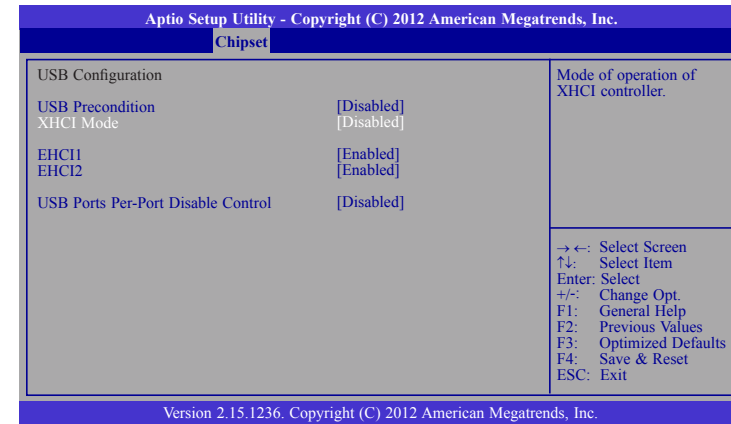 Aptio Setup Utility - Copyright (C) 2012 American Megatrends, Inc.
Chipset
USB Configuration
USB Precondition [Disabled]
XHCI Mode [Disabled]
EHCI1 [Enabled]
EHCI2 [Enabled]
USB Ports Per-Port Disable Control [Disabled]
Mode of operation of
XHCI controller.
→←: Select Screen
↑↓: Select Item
Enter: Select
+/-: Change Opt.
F1: General Help
F2: Previous Values
F3: Optimized Defaults
F4: Save & Reset
ESC: Exit
Version 2.15.1236. Copyright (C) 2012 American Megatrends, Inc.